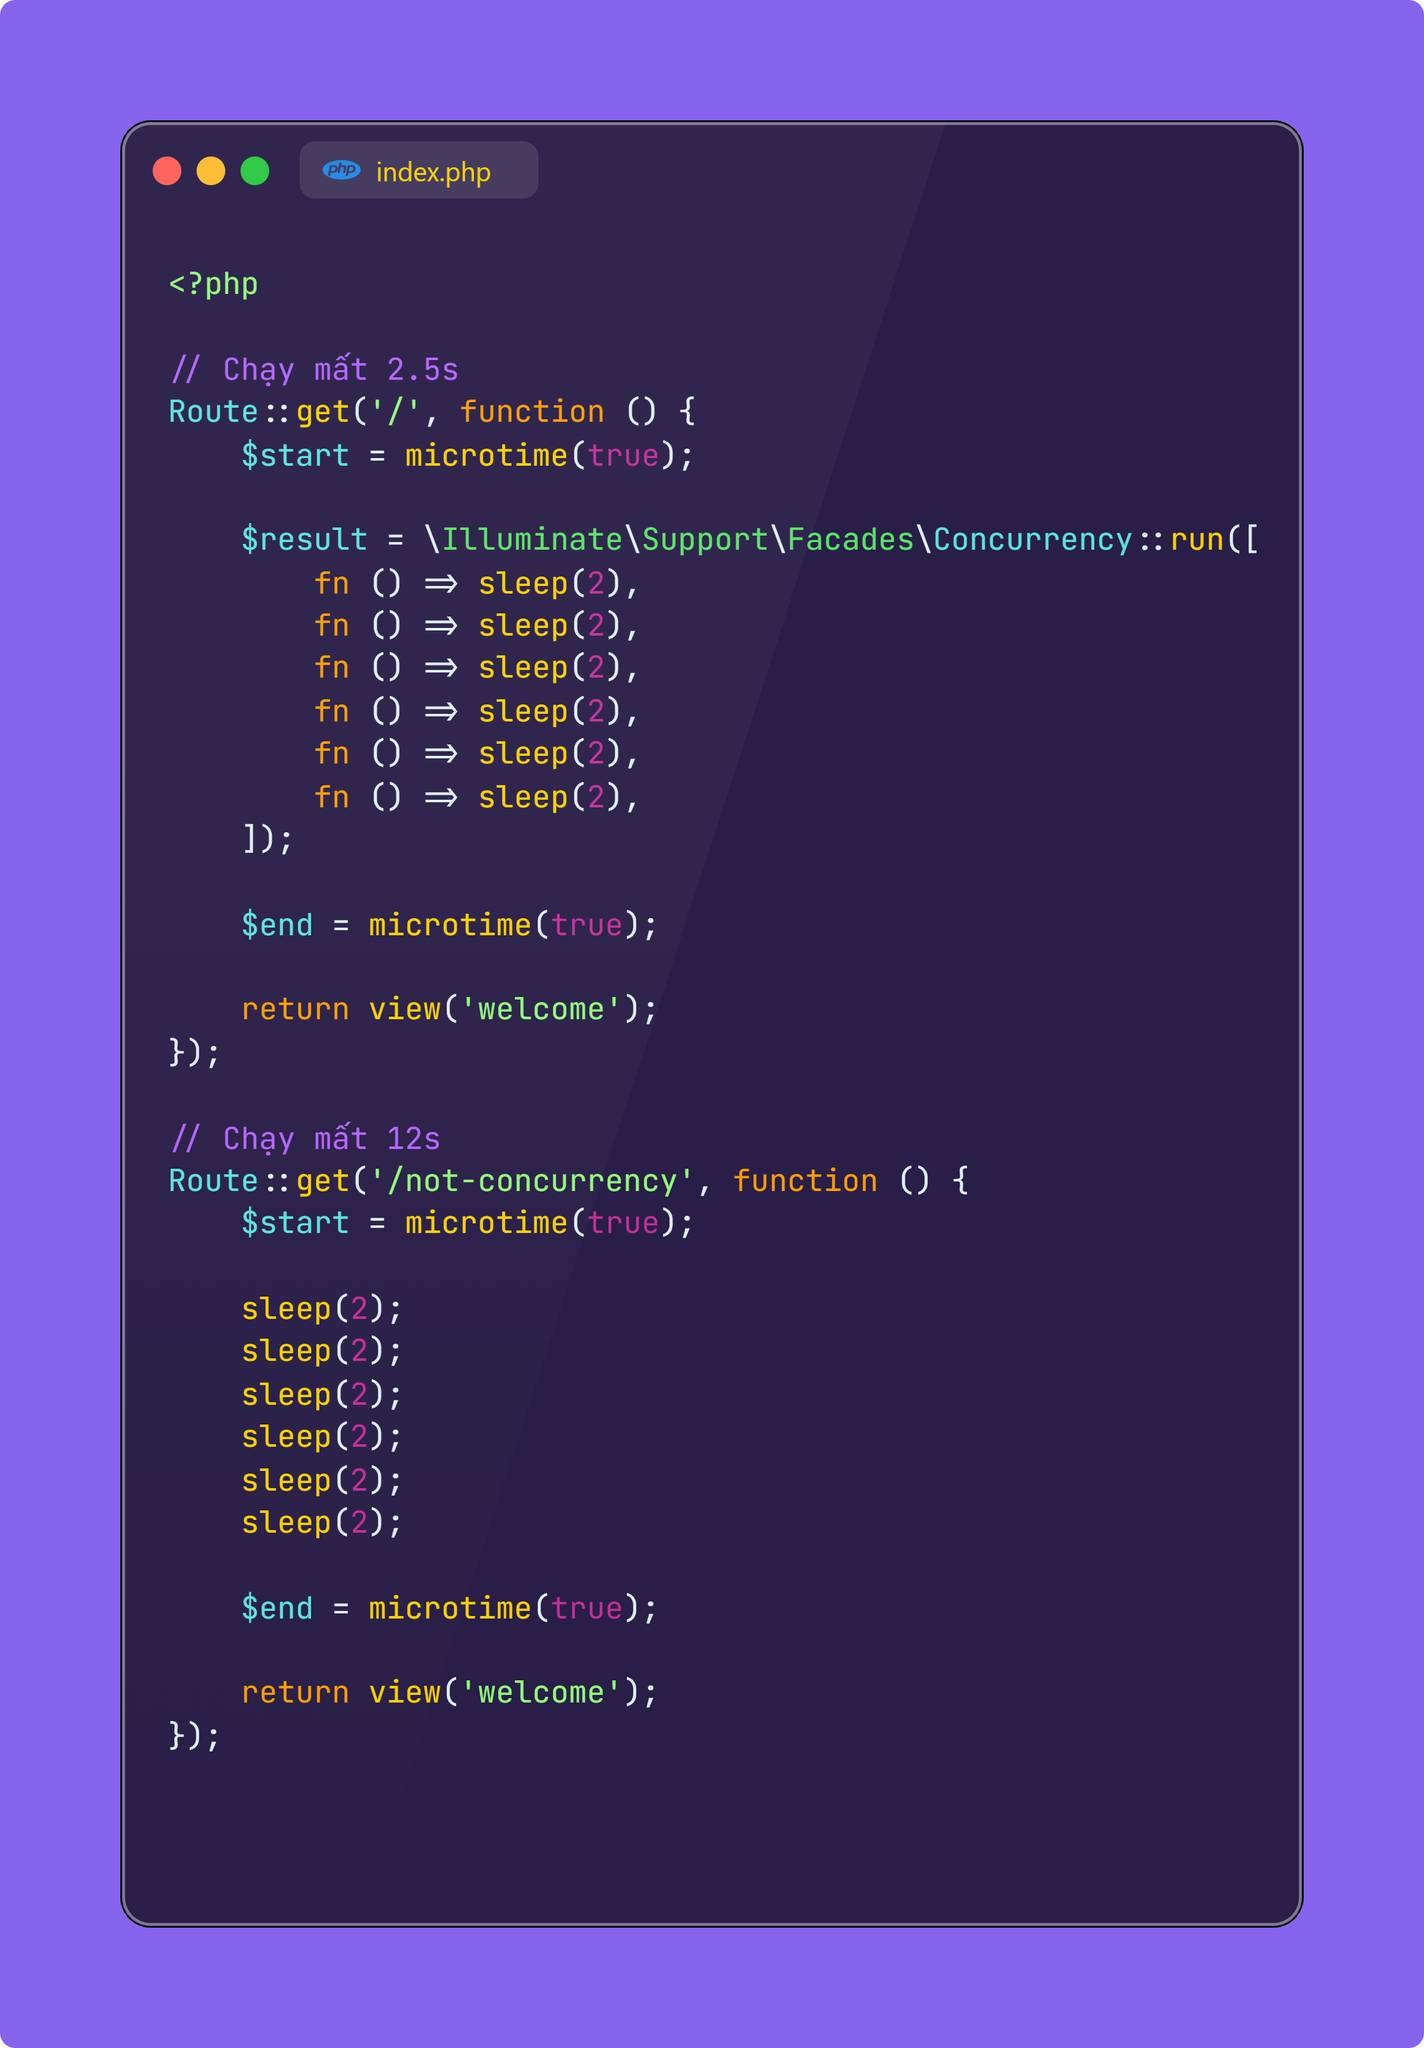 php index.php
<?php
// Chạy mất 2.5s
Route::get('/', function () {
    $start = microtime(true);
    $result = \Illuminate\Support\Facades\Concurrency::run([
        fn () => sleep(2),
        fn () => sleep(2),
        fn () => sleep(2),
        fn () => sleep(2),
        fn () => sleep(2),
        fn () => sleep(2),
    ]);
    $end = microtime(true);
    return view('welcome');
});
// Chạy mất 12s
Route::get('/not-concurrency', function () {
    $start = microtime(true);
    sleep(2);
    sleep(2);
    sleep(2);
    sleep(2);
    sleep(2);
    sleep(2);
    $end = microtime(true);
    return view('welcome');
});